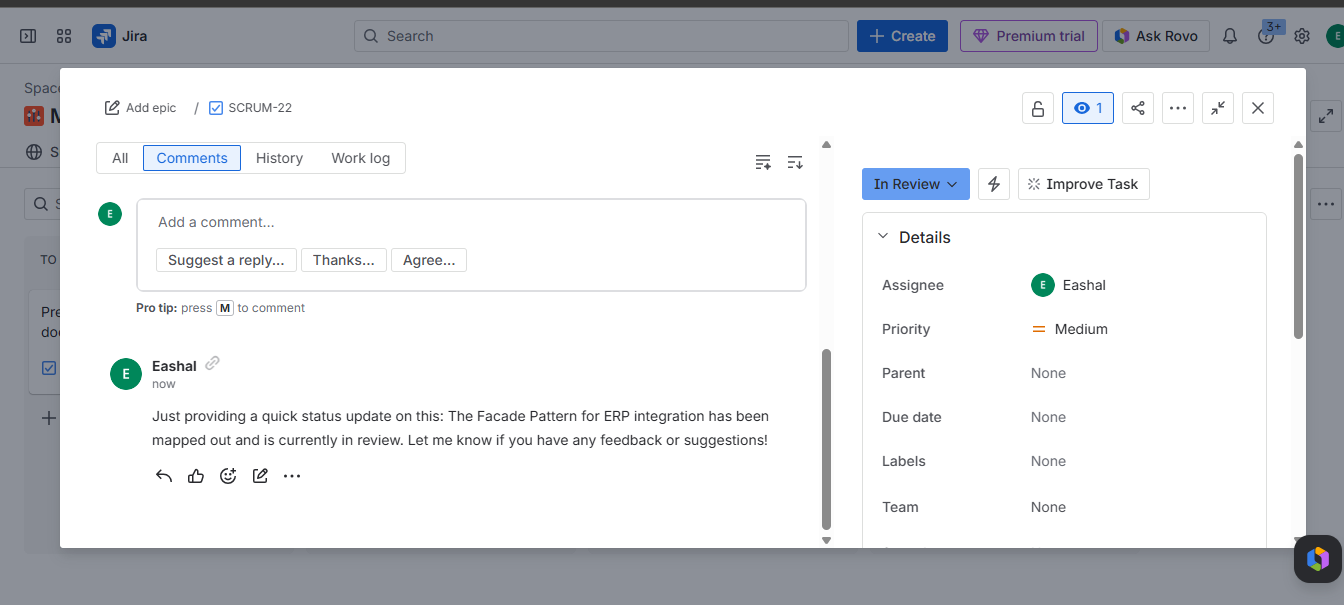 Jira
Search
Create
Premium trial
Ask Rovo
3+
E
Space
Add epic
/
SCRUM-22
1
All
Comments
History
Work log
E
Add a comment...
Suggest a reply...
Thanks...
Agree...
Pro tip: press M to comment
E
Eashal
now
Just providing a quick status update on this: The Facade Pattern for ERP integration has been
mapped out and is currently in review. Let me know if you have any feedback or suggestions!
In Review
Improve Task
Details
Assignee
E
Eashal
Priority
Medium
Parent
None
Due date
None
Labels
None
Team
None
TO
Pre
doc